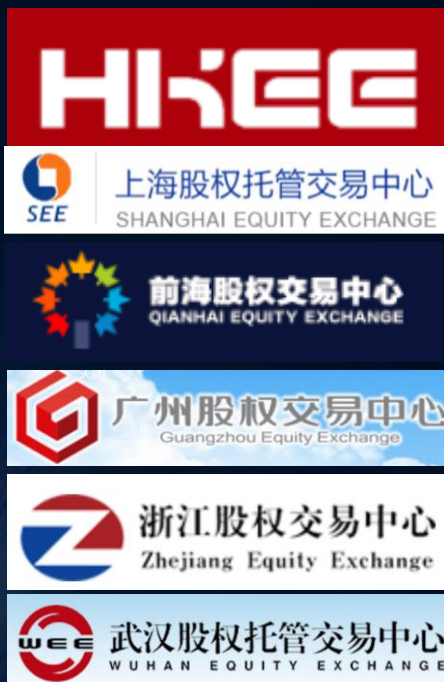 HKEE
SEE
上海股权托管交易中心
SHANGHAI EQUITY EXCHANGE
前海股权交易中心
QIANHAI EQUITY EXCHANGE
广州股权交易中心
Guangzhou Equity Exchange
浙江股权交易中心
Zhejiang Equity Exchange
WEE
武汉股权托管交易中心
WUHAN EQUITY EXCHANGE